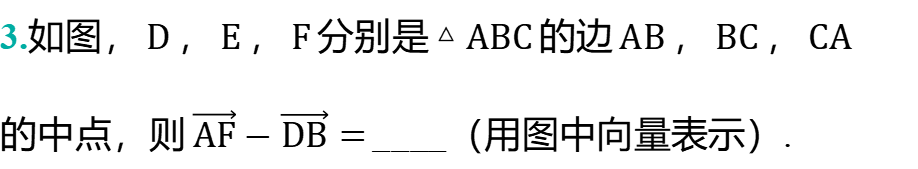 3.如图，D，E，F分别是△ABC的边AB，BC，CA
的中点，则$\overrightarrow{AF}-\overrightarrow{DB}=$____（用图中向量表示）.